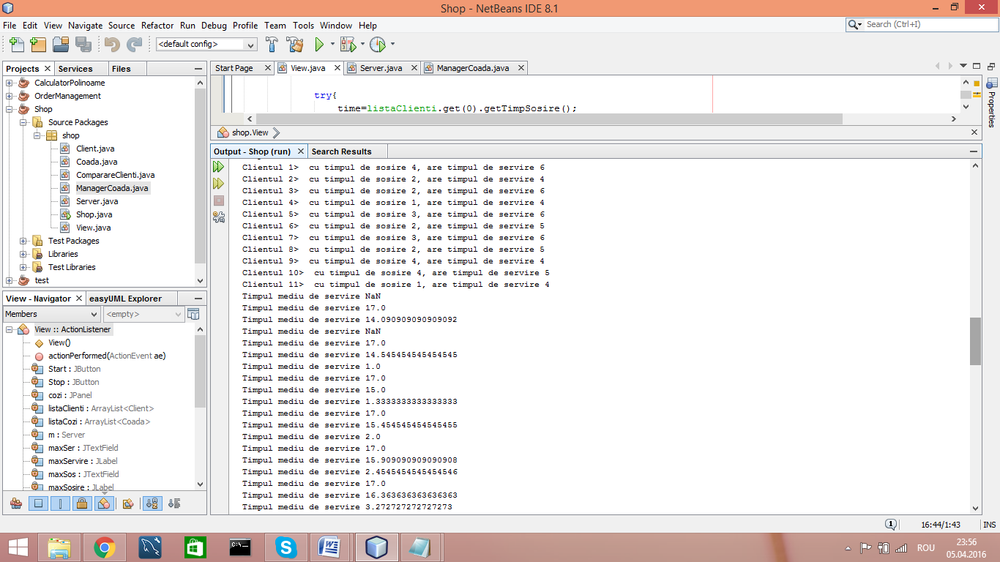 Shop - NetBeans IDE 8.1
File Edit View Navigate Source Refactor Run Debug Profile Team Tools Window Help
Search (Ctrl+I)
<default config>
Projects Services Files
CalculatorPolinoame
OrderManagement
Shop
Source Packages
shop
Client.java
Coada.java
ComparareClienti.java
ManagerCoada.java
Server.java
Shop.java
View.java
Test Packages
Libraries
Test Libraries
test
View - Navigator easyUML Explorer
Members <empty>
View :: ActionListener
View()
actionPerformed(ActionEvent ae)
Start : JButton
Stop : JButton
cozi : JPanel
listaClienti : ArrayList<Client>
listaCozi : ArrayList<Coada>
m : Server
maxSer : JTextField
maxServire : JLabel
maxSos : JTextField
maxSosire : JLabel
Start Page View.java Server.java ManagerCoada.java
try{
time=listaClienti.get(0).getTimpSosire();
shop.View
Properties
Output - Shop (run) Search Results
Clientul 1> cu timpul de sosire 4, are timpul de servire 6
Clientul 2> cu timpul de sosire 2, are timpul de servire 4
Clientul 3> cu timpul de sosire 2, are timpul de servire 6
Clientul 4> cu timpul de sosire 1, are timpul de servire 4
Clientul 5> cu timpul de sosire 3, are timpul de servire 6
Clientul 6> cu timpul de sosire 2, are timpul de servire 5
Clientul 7> cu timpul de sosire 3, are timpul de servire 6
Clientul 8> cu timpul de sosire 2, are timpul de servire 5
Clientul 9> cu timpul de sosire 4, are timpul de servire 4
Clientul 10> cu timpul de sosire 4, are timpul de servire 5
Clientul 11> cu timpul de sosire 1, are timpul de servire 4
Timpul mediu de servire NaN
Timpul mediu de servire 17.0
Timpul mediu de servire 14.090909090909092
Timpul mediu de servire NaN
Timpul mediu de servire 17.0
Timpul mediu de servire 14.545454545454545
Timpul mediu de servire 1.0
Timpul mediu de servire 17.0
Timpul mediu de servire 15.0
Timpul mediu de servire 1.3333333333333333
Timpul mediu de servire 17.0
Timpul mediu de servire 15.454545454545455
Timpul mediu de servire 2.0
Timpul mediu de servire 17.0
Timpul mediu de servire 15.909090909090908
Timpul mediu de servire 2.4545454545454546
Timpul mediu de servire 17.0
Timpul mediu de servire 16.363636363636363
Timpul mediu de servire 3.272727272727273
1 16:44/1:43 INS
ROU
23:56
05.04.2016